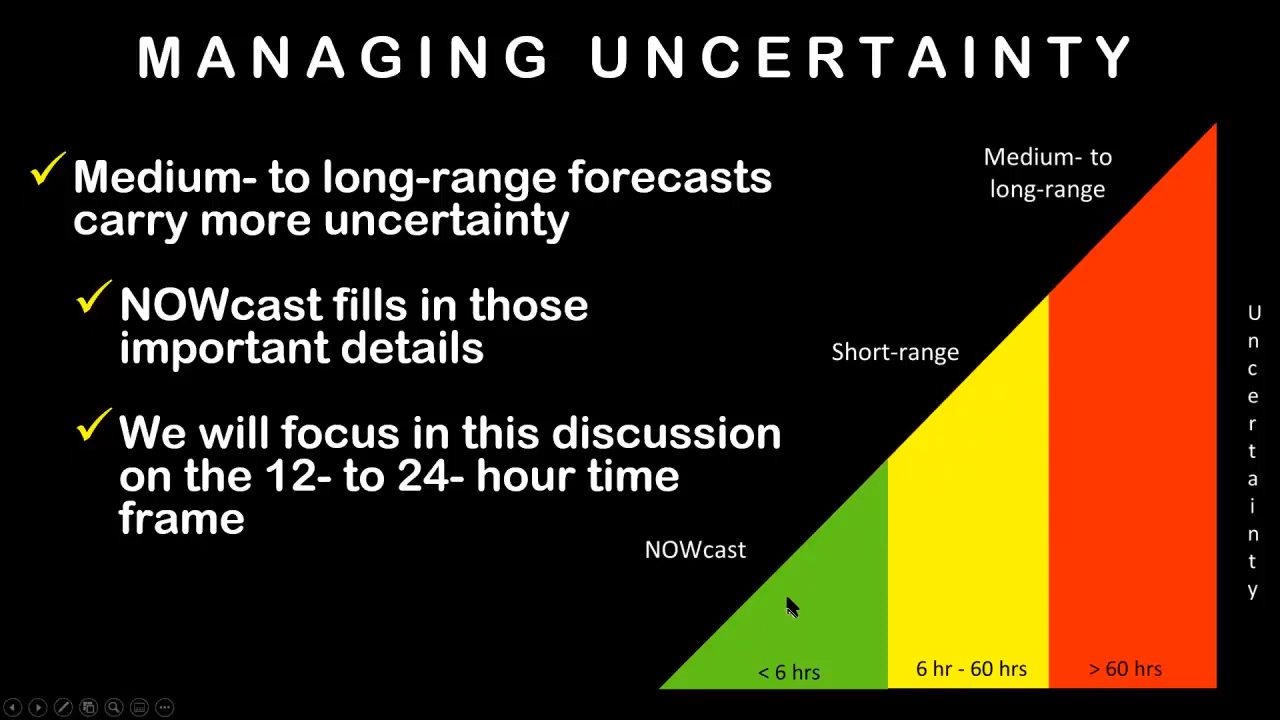 MANAGING UNCERTAINTY
Medium- to long-range forecasts
carry more uncertainty
NOWcast fills in those
important details
We will focus in this discussion
on the 12- to 24- hour time
frame
Medium- to
long-range
Short-range
NOWcast
< 6 hrs
6 hr - 60 hrs
> 60 hrs
Uncertainty